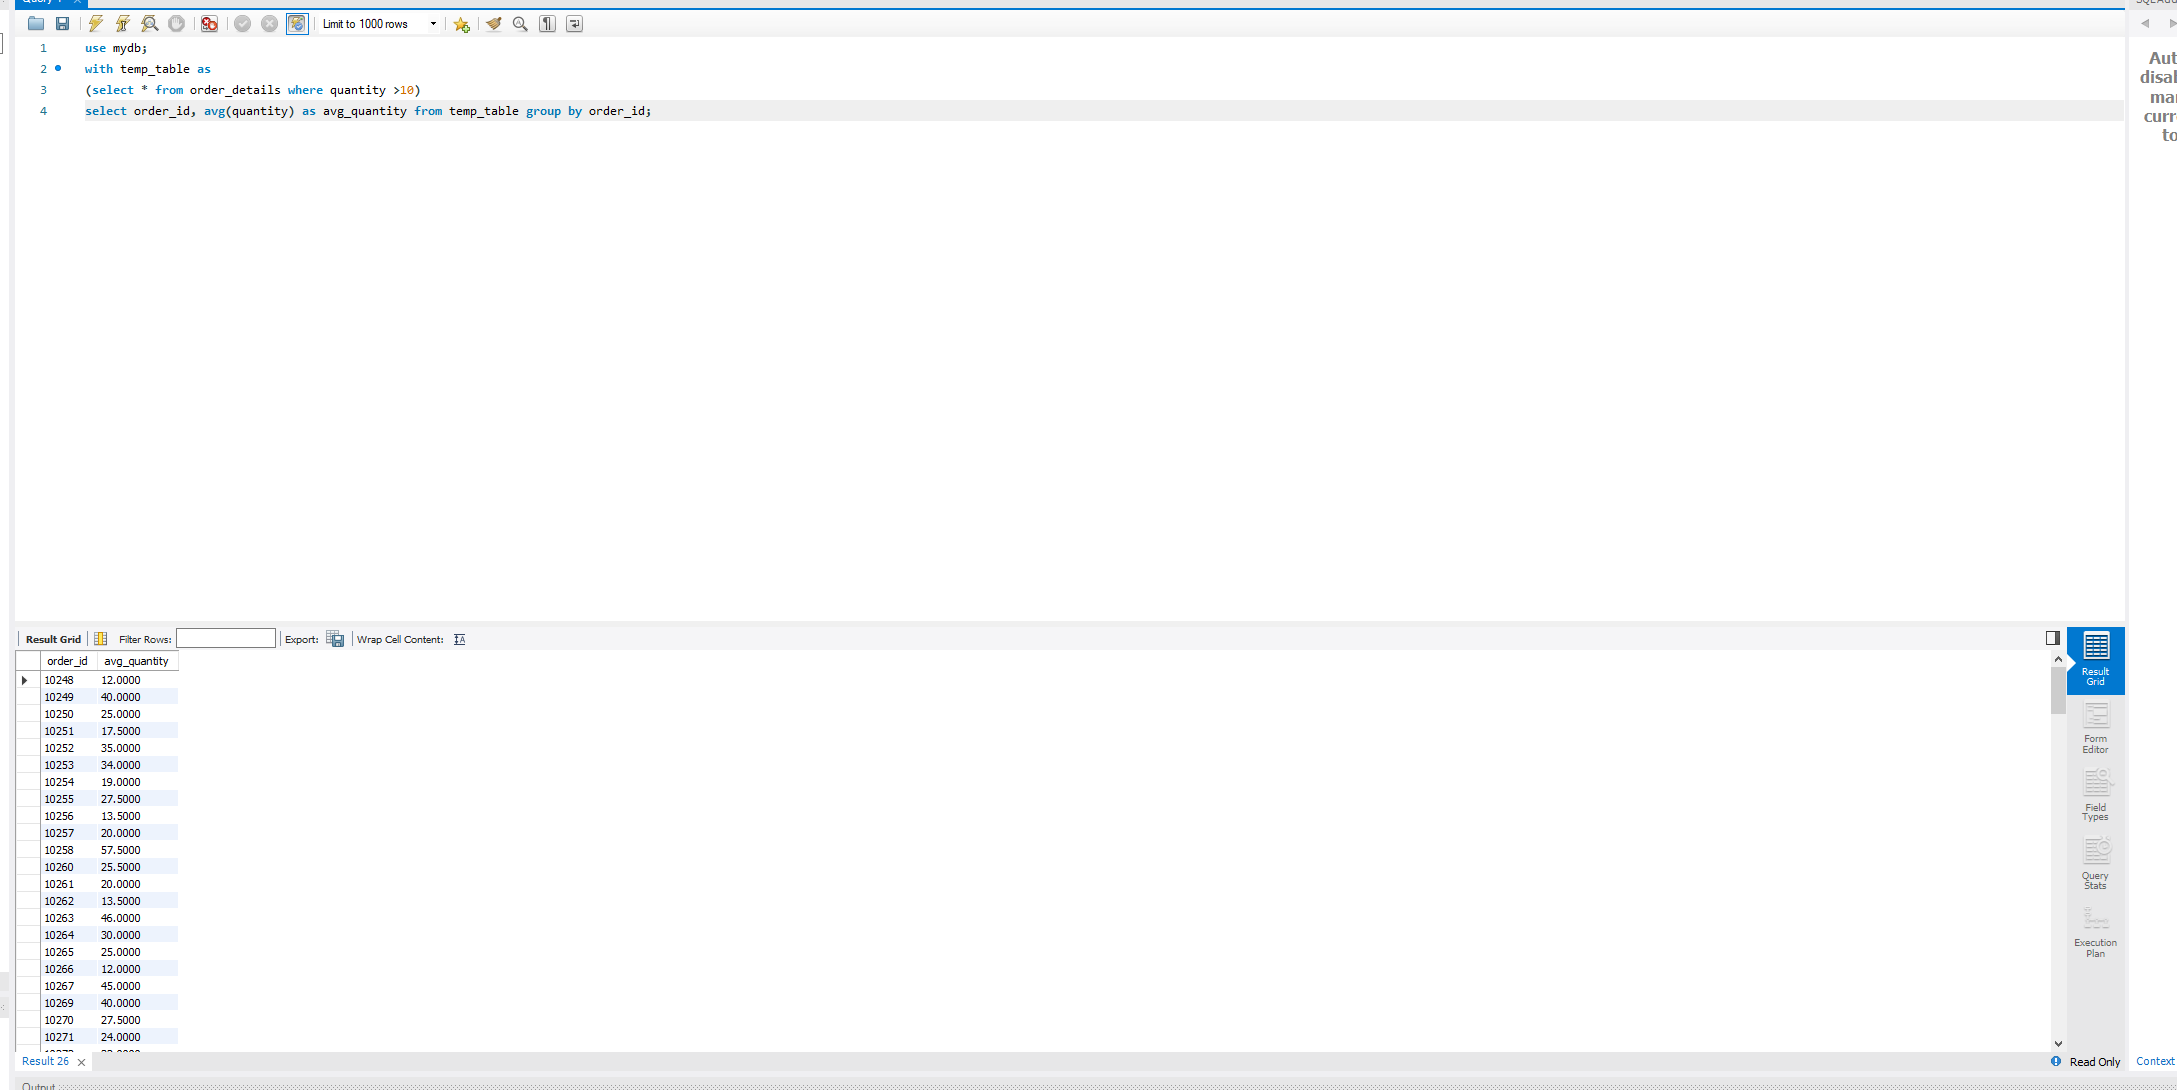 Limit to 1000 rows
1 use mydb;
2 with temp_table as
3 (select * from order_details where quantity >10)
4 select order_id, avg(quantity) as avg_quantity from temp_table group by order_id;
Aut
disal
mar
curre
to
Result Grid Filter Rows: Export: Wrap Cell Content:
order_id avg_quantity
10248 12.0000
10249 40.0000
10250 25.0000
10251 17.5000
10252 35.0000
10253 34.0000
10254 19.0000
10255 27.5000
10256 13.5000
10257 20.0000
10258 57.5000
10260 25.5000
10261 20.0000
10262 13.5000
10263 46.0000
10264 30.0000
10265 25.0000
10266 12.0000
10267 45.0000
10269 40.0000
10270 27.5000
10271 24.0000
Result
Grid
Form
Editor
Field
Types
Query
Stats
Execution
Plan
Result 26
Read Only
Context
Output